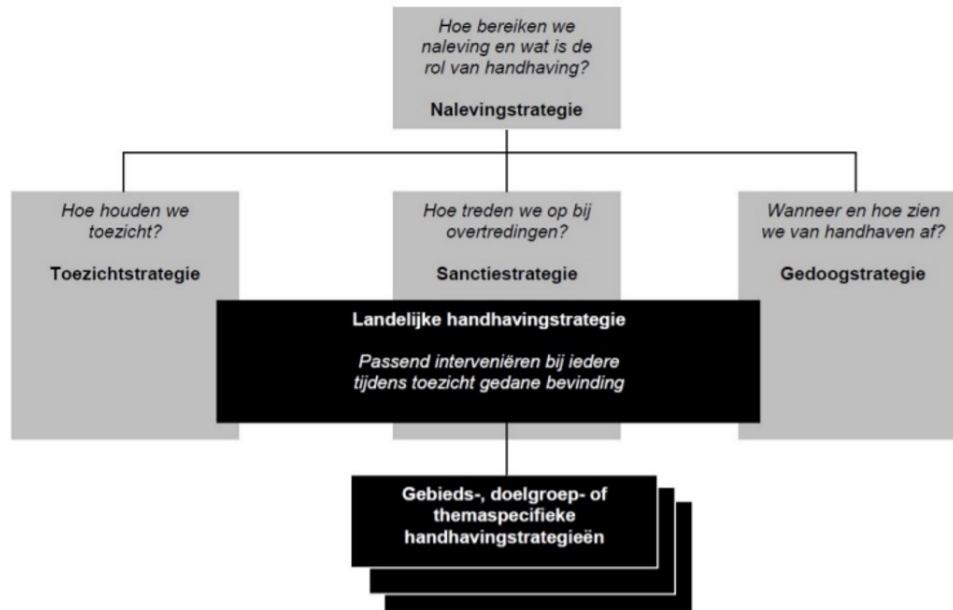 Hoe bereiken we
naleving en wat is de
rol van handhaving?
Nalevingstrategie
Hoe houden we
toezicht?
Toezichtstrategie
Hoe treden we op bij
overtredingen?
Sanctiestrategie
Wanneer en hoe zien
we van handhaven af?
Gedoogstrategie
Landelijke handhavingstrategie
Passend interveniëren bij iedere
tijdens toezicht gedane bevinding
Gebieds-, doelgroep- of
themaspecifieke
handhavingstrategieën